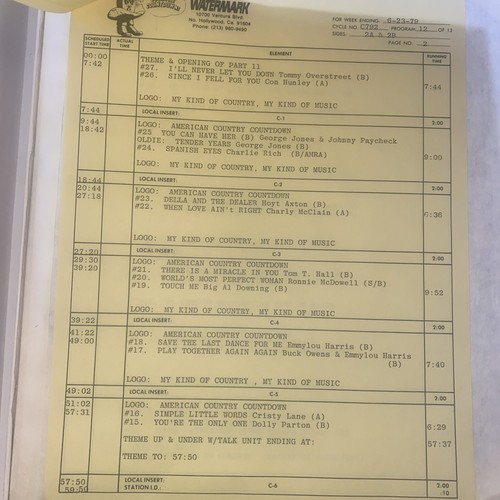 COUNTDOWN
WATERMARK
10700 Ventura Blvd
No. Hollywood, Ca. 91604
Phone: (213) 980-9490
FOR WEEK ENDING: 6-23-79
CYCLE NO. C792 PROGRAM 12 OF 13
SIDES: 2A & 2B
PAGE NO. 2
SCHEDULED START TIME
ACTUAL TIME
ELEMENT
RUNNING TIME
00:00
7:42
THEME & OPENING OF PART 11
#27. I'LL NEVER LET YOU DOWN Tommy Overstreet (B)
#26. SINCE I FELL FOR YOU Con Hunley (A)
7:44
LOGO: MY KIND OF COUNTRY, MY KIND OF MUSIC
7:44
LOCAL INSERT: C-1 2:00
9:44
18:42
LOGO: AMERICAN COUNTRY COUNTDOWN
#25 YOU CAN HAVE HER (B) George Jones & Johnny Paycheck
OLDIE: TENDER YEARS George Jones (B)
#24. SPANISH EYES Charlie Rich (B/AMRA)
9:00
LOGO: MY KIND OF COUNTRY, MY KIND OF MUSIC
18:44
LOCAL INSERT: C-2 2:00
20:44
27:18
LOGO: AMERICAN COUNTRY COUNTDOWN
#23. DELLA AND THE DEALER Hoyt Axton (B)
#22. WHEN LOVE AIN't RIGHT Charly McClain (A)
6:36
LOGO: MY KIND OF COUNTRY, MY KIND OF MUSIC
27:20
LOCAL INSERT: C-3 2:00
29:30
39:20
LOGO: AMERICAN COUNTRY COUNTDOWN
#21. THERE IS A MIRACLE IN YOU Tom T. Hall (B)
#20. WORLD'S MOST PERFECT WOMAN Ronnie McDowell (S/B)
#19. TOUCH ME Big Al Downing (B)
9:52
LOGO: MY KIND OF COUNTRY, MY KIND OF MUSIC
39:22
LOCAL INSERT: C-4 2:00
41:22
49:00
LOGO: AMERICAN COUNTRY COUNTDOWN
#18. SAVE THE LAST DANCE FOR ME Emmylou Harris (B)
#17. PLAY TOGETHER AGAIN AGAIN Buck Owens & Emmylou Harris
(B)
7:40
LOGO: MY KIND OF COUNTRY , MY KIND OF MUSIC
49:02
LOCAL INSERT: C-5 2:00
51:02
57:31
LOGO: AMERICAN COUNTRY COUNTDOWN
#16. SIMPLE LITTLE WORDS Cristy Lane (A)
#15. YOU'RE THE ONLY ONE Dolly Parton (B)
6:29
THEME UP & UNDER W/TALK UNIT ENDING AT:
57:37
THEME TO: 57:50
57:50
59:50
LOCAL INSERT: C-6 2:00
STATION I.D.: :10